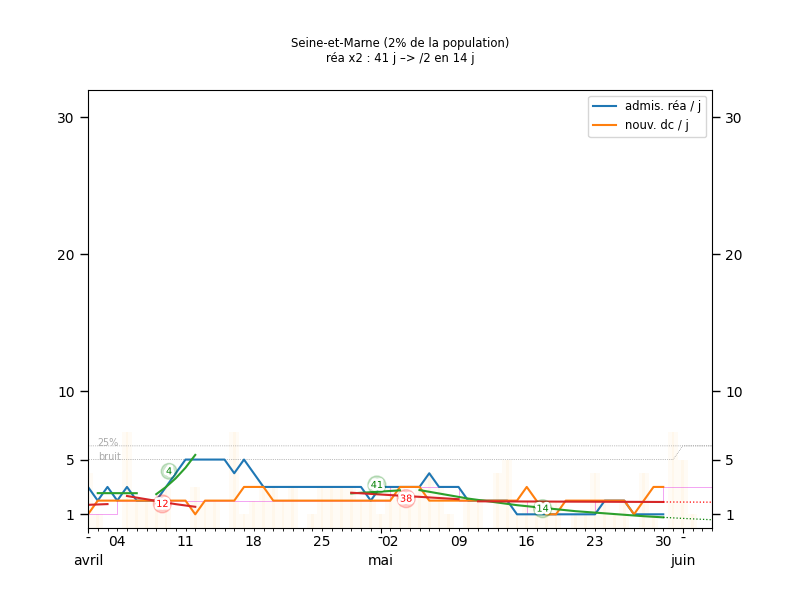 Seine-et-Marne (2% de la population)
réa x2 : 41 j –> /2 en 14 j
admis. réa / j
nouv. dc / j
30 30
20 20
10 10
25%
bruit
5 5
4
41
12
38
14
1 1
- 04 11 18 25 -02 09 16 23 30 -
avril mai juin